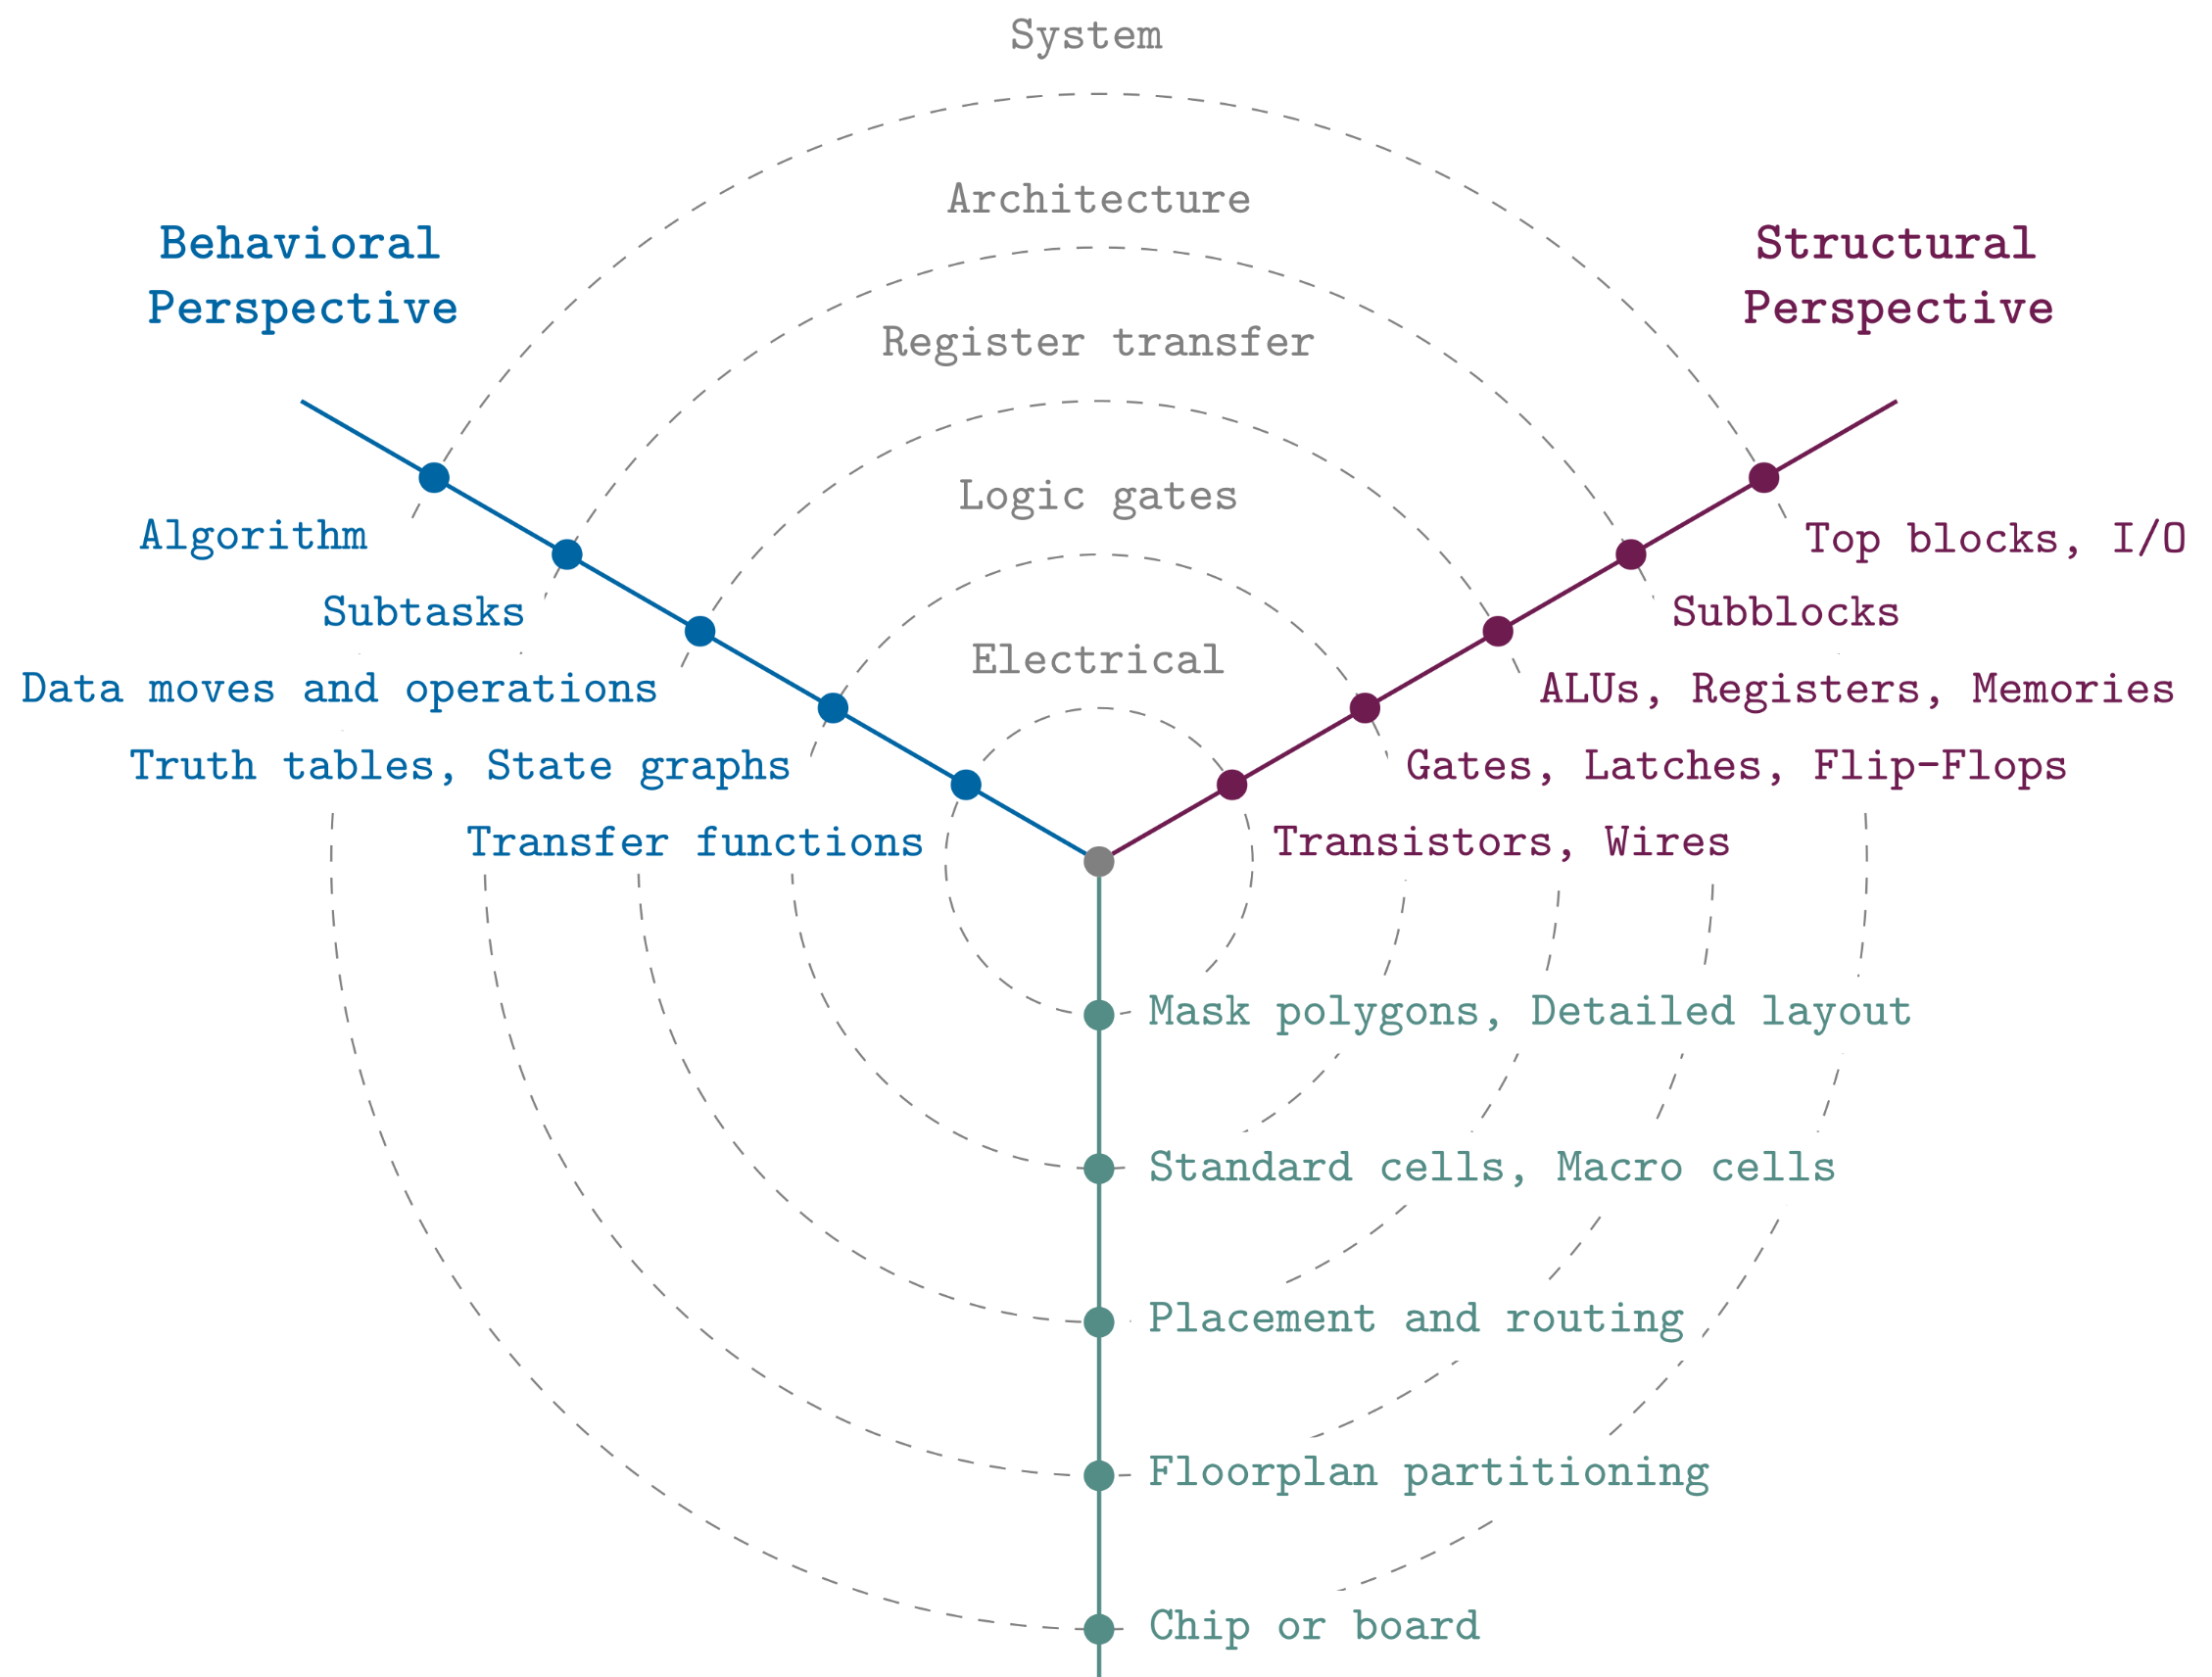 System
Architecture
Behavioral
Perspective
Structural
Perspective
Register transfer
Logic gates
Electrical
Algorithm
Subtasks
Data moves and operations
Truth tables, State graphs
Transfer functions
Top blocks, I/O
Subblocks
ALUs, Registers, Memories
Gates, Latches, Flip-Flops
Transistors, Wires
Mask polygons, Detailed layout
Standard cells, Macro cells
Placement and routing
Floorplan partitioning
Chip or board